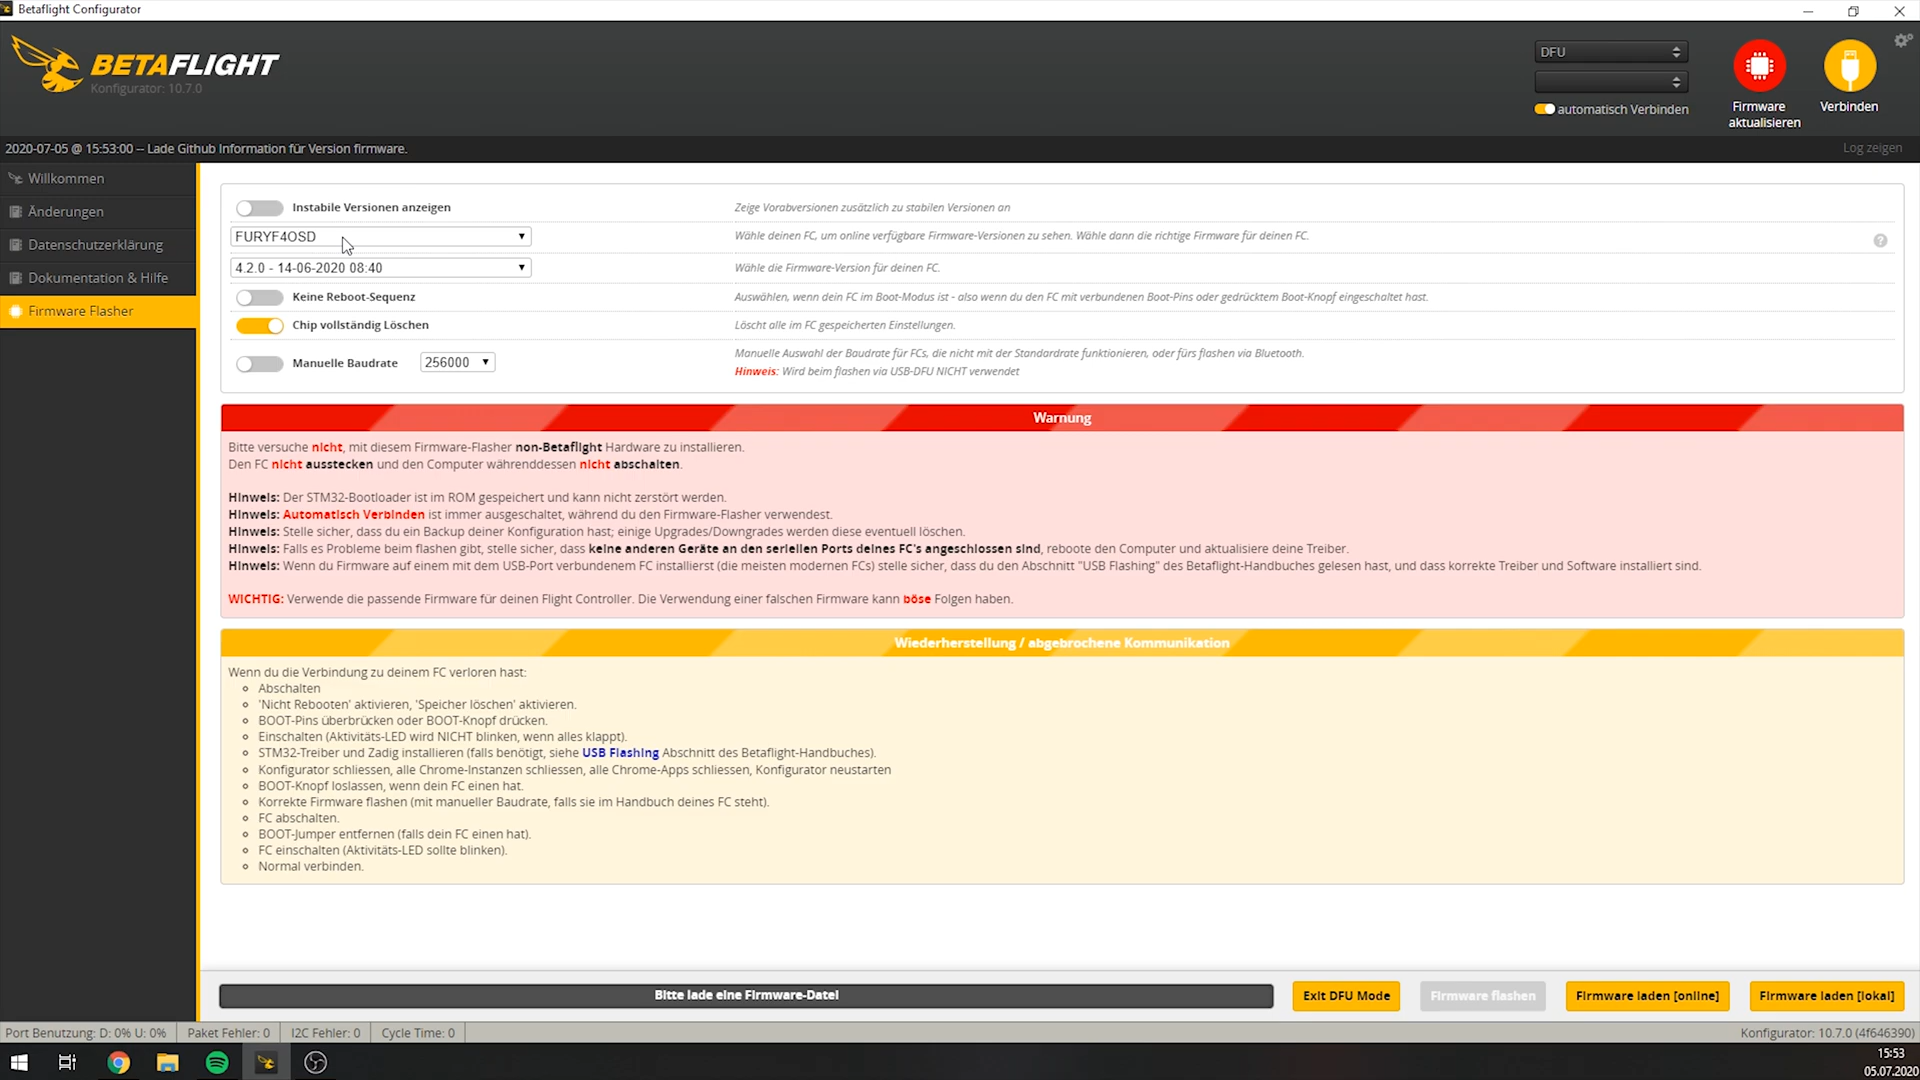 Betaflight Configurator
BETAFLIGHT
Konfigurator: 10.7.0
DFU
automatisch Verbinden
Firmware
aktualisieren
Verbinden
2020-07-05 @ 15:53:00 -- Lade Github Information für Version firmware.
Log zeigen
Willkommen
Änderungen
Datenschutzerklärung
Dokumentation & Hilfe
Firmware Flasher
Instabile Versionen anzeigen
Zeige Vorabversionen zusätzlich zu stabilen Versionen an
FURYF4OSD
Wähle deinen FC, um online verfügbare Firmware-Versionen zu sehen. Wähle dann die richtige Firmware für deinen FC.
?
4.2.0 - 14-06-2020 08:40
Wähle die Firmware-Version für deinen FC.
Keine Reboot-Sequenz
Auswählen, wenn dein FC im Boot-Modus ist - also wenn du den FC mit verbundenen Boot-Pins oder gedrücktem Boot-Knopf eingeschaltet hast.
Chip vollständig Löschen
Löscht alle im FC gespeicherten Einstellungen.
Manuelle Baudrate
256000
Manuelle Auswahl der Baudrate für FCs, die nicht mit der Standardrate funktionieren, oder fürs flashen via Bluetooth.
Hinweis: Wird beim flashen via USB-DFU NICHT verwendet
Warnung
Bitte versuche nicht, mit diesem Firmware-Flasher non-Betaflight Hardware zu installieren.
Den FC nicht ausstecken und den Computer währenddessen nicht abschalten.
Hinweis: Der STM32-Bootloader ist im ROM gespeichert und kann nicht zerstört werden.
Hinweis: Automatisch Verbinden ist immer ausgeschaltet, während du den Firmware-Flasher verwendest.
Hinweis: Stelle sicher, dass du ein Backup deiner Konfiguration hast; einige Upgrades/Downgrades werden diese eventuell löschen.
Hinweis: Falls es Probleme beim flashen gibt, stelle sicher, dass keine anderen Geräte an den seriellen Ports deines FC's angeschlossen sind, reboote den Computer und aktualisiere deine Treiber.
Hinweis: Wenn du Firmware auf einem mit dem USB-Port verbundenem FC installierst (die meisten modernen FCs) stelle sicher, dass du den Abschnitt "USB Flashing" des Betaflight-Handbuches gelesen hast, und dass korrekte Treiber und Software installiert sind.
WICHTIG: Verwende die passende Firmware für deinen Flight Controller. Die Verwendung einer falschen Firmware kann böse Folgen haben.
Wiederherstellung / abgebrochene Kommunikation
Wenn du die Verbindung zu deinem FC verloren hast:
Abschalten
'Nicht Rebooten' aktivieren, 'Speicher löschen' aktivieren.
BOOT-Pins überbrücken oder BOOT-Knopf drücken.
Einschalten (Aktivitäts-LED wird NICHT blinken, wenn alles klappt).
STM32-Treiber und Zadig installieren (falls benötigt, siehe USB Flashing Abschnitt des Betaflight-Handbuches).
Konfigurator schliessen, alle Chrome-Instanzen schliessen, alle Chrome-Apps schliessen, Konfigurator neustarten
BOOT-Knopf loslassen, wenn dein FC einen hat.
Korrekte Firmware flashen (mit manueller Baudrate, falls sie im Handbuch deines FC steht).
FC abschalten.
BOOT-Jumper entfernen (falls dein FC einen hat).
FC einschalten (Aktivitäts-LED sollte blinken).
Normal verbinden.
Bitte lade eine Firmware-Datei
Exit DFU Mode
Firmware flashen
Firmware laden [online]
Firmware laden [lokal]
Port Benutzung: D: 0% U: 0%
Paket Fehler: 0
I2C Fehler: 0
Cycle Time: 0
Konfigurator: 10.7.0 (4f646390)
15:53
05.07.2020